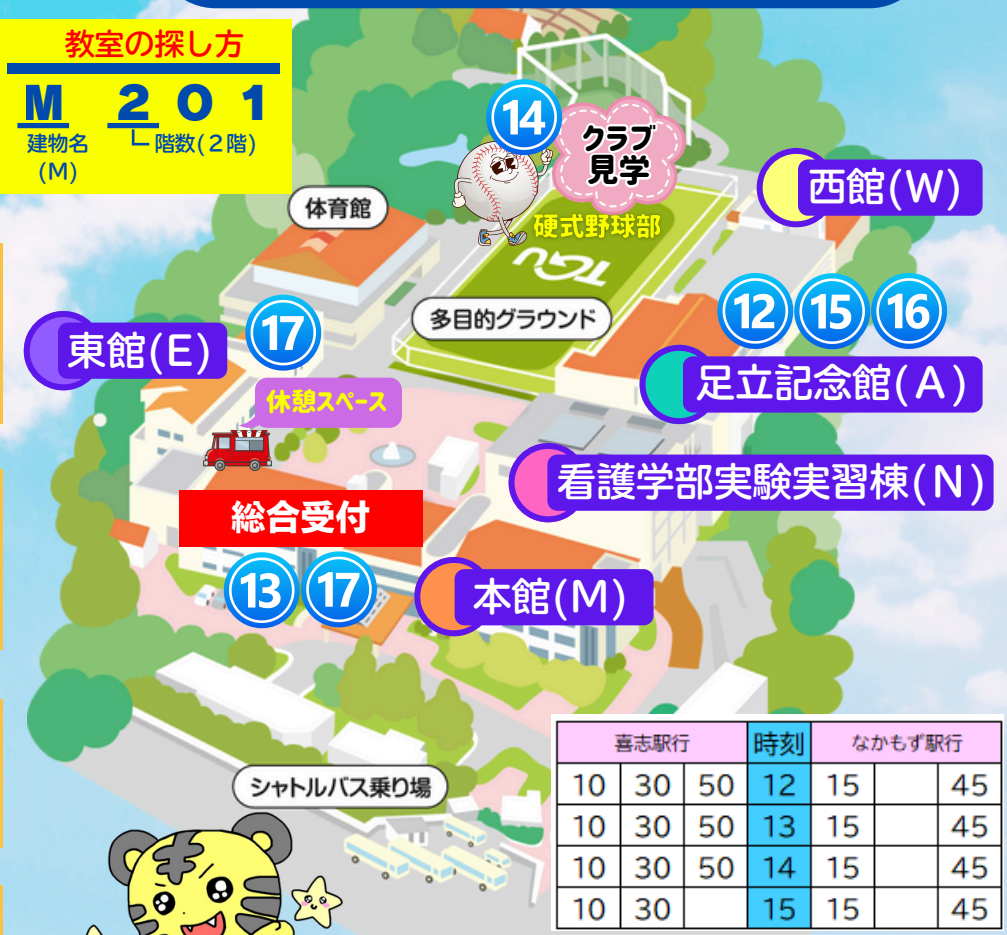 教室の探し方
M 2 0 1
建物名
(M)
階数(2階)
14
クラブ
見学
硬式野球部
体育館
西館(W)
TGU
多目的グラウンド
12 15 16
東館(E)
17
足立記念館(A)
休憩スペース
看護学部実験実習棟(N)
総合受付
13 17
本館(M)
シャトルバス乗り場
喜志駅行 時刻 なかもず駅行
10 30 50 12 15 45
10 30 50 13 15 45
10 30 50 14 15 45
10 30 15 15 45